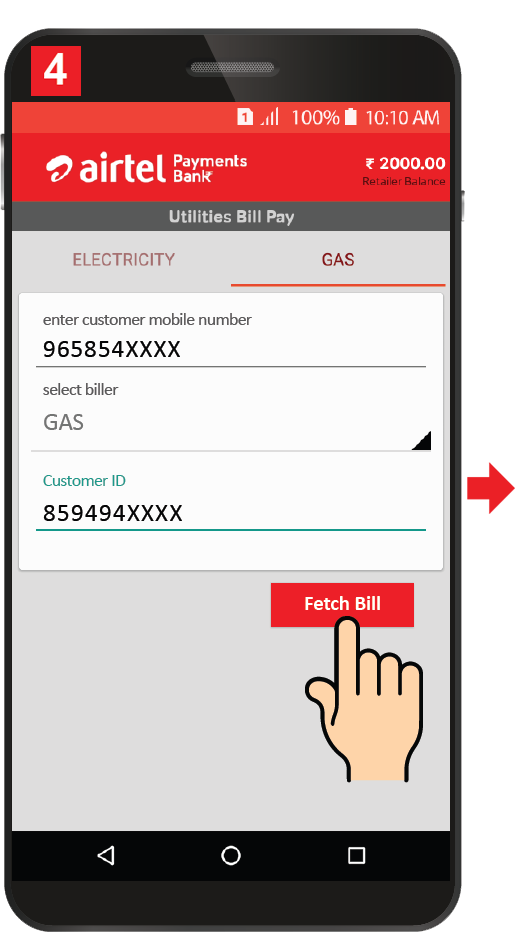 4
1 100% 10:10 AM
airtel Payments Bank
₹ 2000.00
Retailer Balance
Utilities Bill Pay
ELECTRICITY GAS
enter customer mobile number
965854XXXX
select biller
GAS
Customer ID
859494XXXX
Fetch Bill